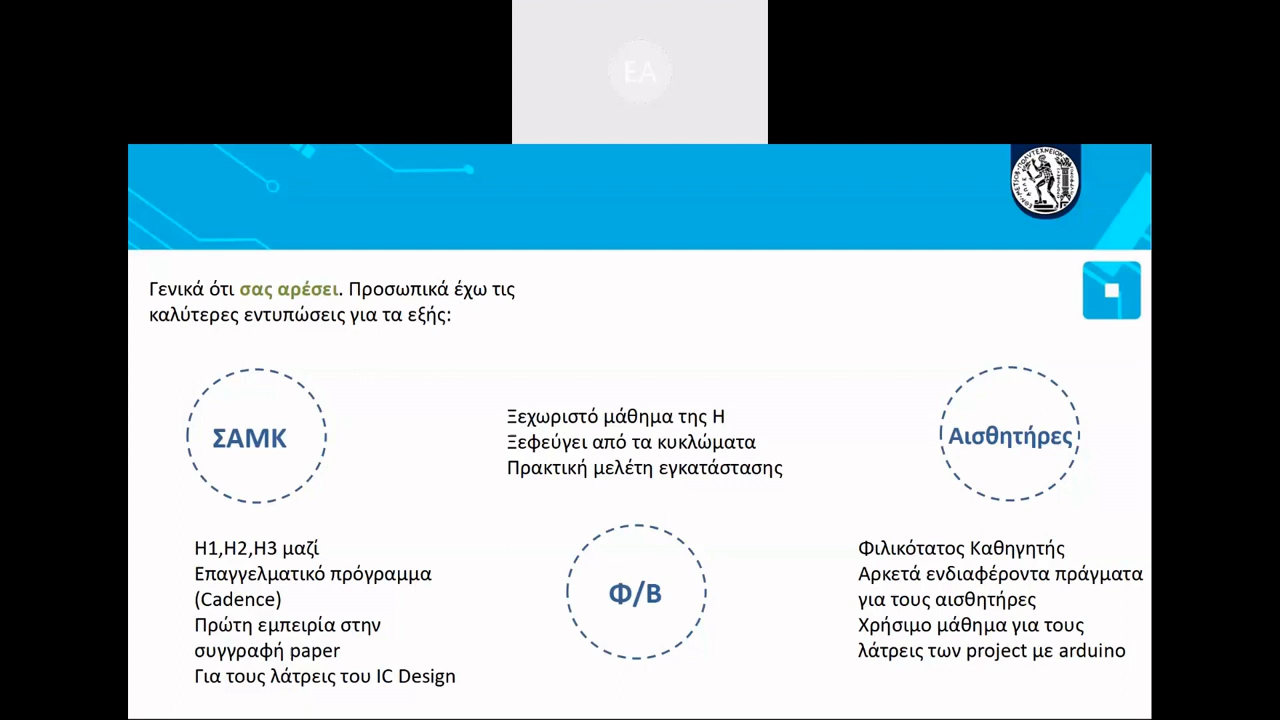 EA
Γενικά ότι σας αρέσει. Προσωπικά έχω τις
καλύτερες εντυπώσεις για τα εξής:
ΣΑΜΚ
Η1,Η2,Η3 μαζί
Επαγγελματικό πρόγραμμα
(Cadence)
Πρώτη εμπειρία στην
συγγραφή paper
Για τους λάτρεις του IC Design
Ξεχωριστό μάθημα της Η
Ξεφεύγει από τα κυκλώματα
Πρακτική μελέτη εγκατάστασης
Φ/Β
Αισθητήρες
Φιλικότατος Καθηγητής
Αρκετά ενδιαφέροντα πράγματα
για τους αισθητήρες
Χρήσιμο μάθημα για τους
λάτρεις των project με arduino